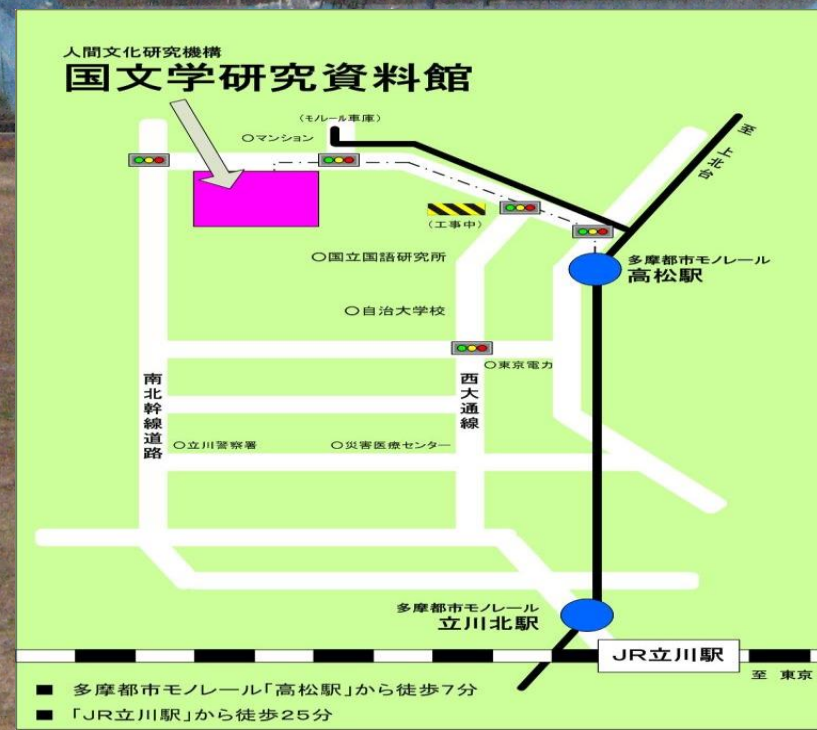 人間文化研究機構
国文学研究資料館
(モノレール車庫)
○マンション
至 上北台
(工事中)
○国立国語研究所
多摩都市モノレール
高松駅
○自治大学校
○東京電力
南北幹線道路
西大通線
○立川警察署
○災害医療センター
多摩都市モノレール
立川北駅
JR立川駅
至 東京
■ 多摩都市モノレール「高松駅」から徒歩7分
■ 「JR立川駅」から徒歩25分